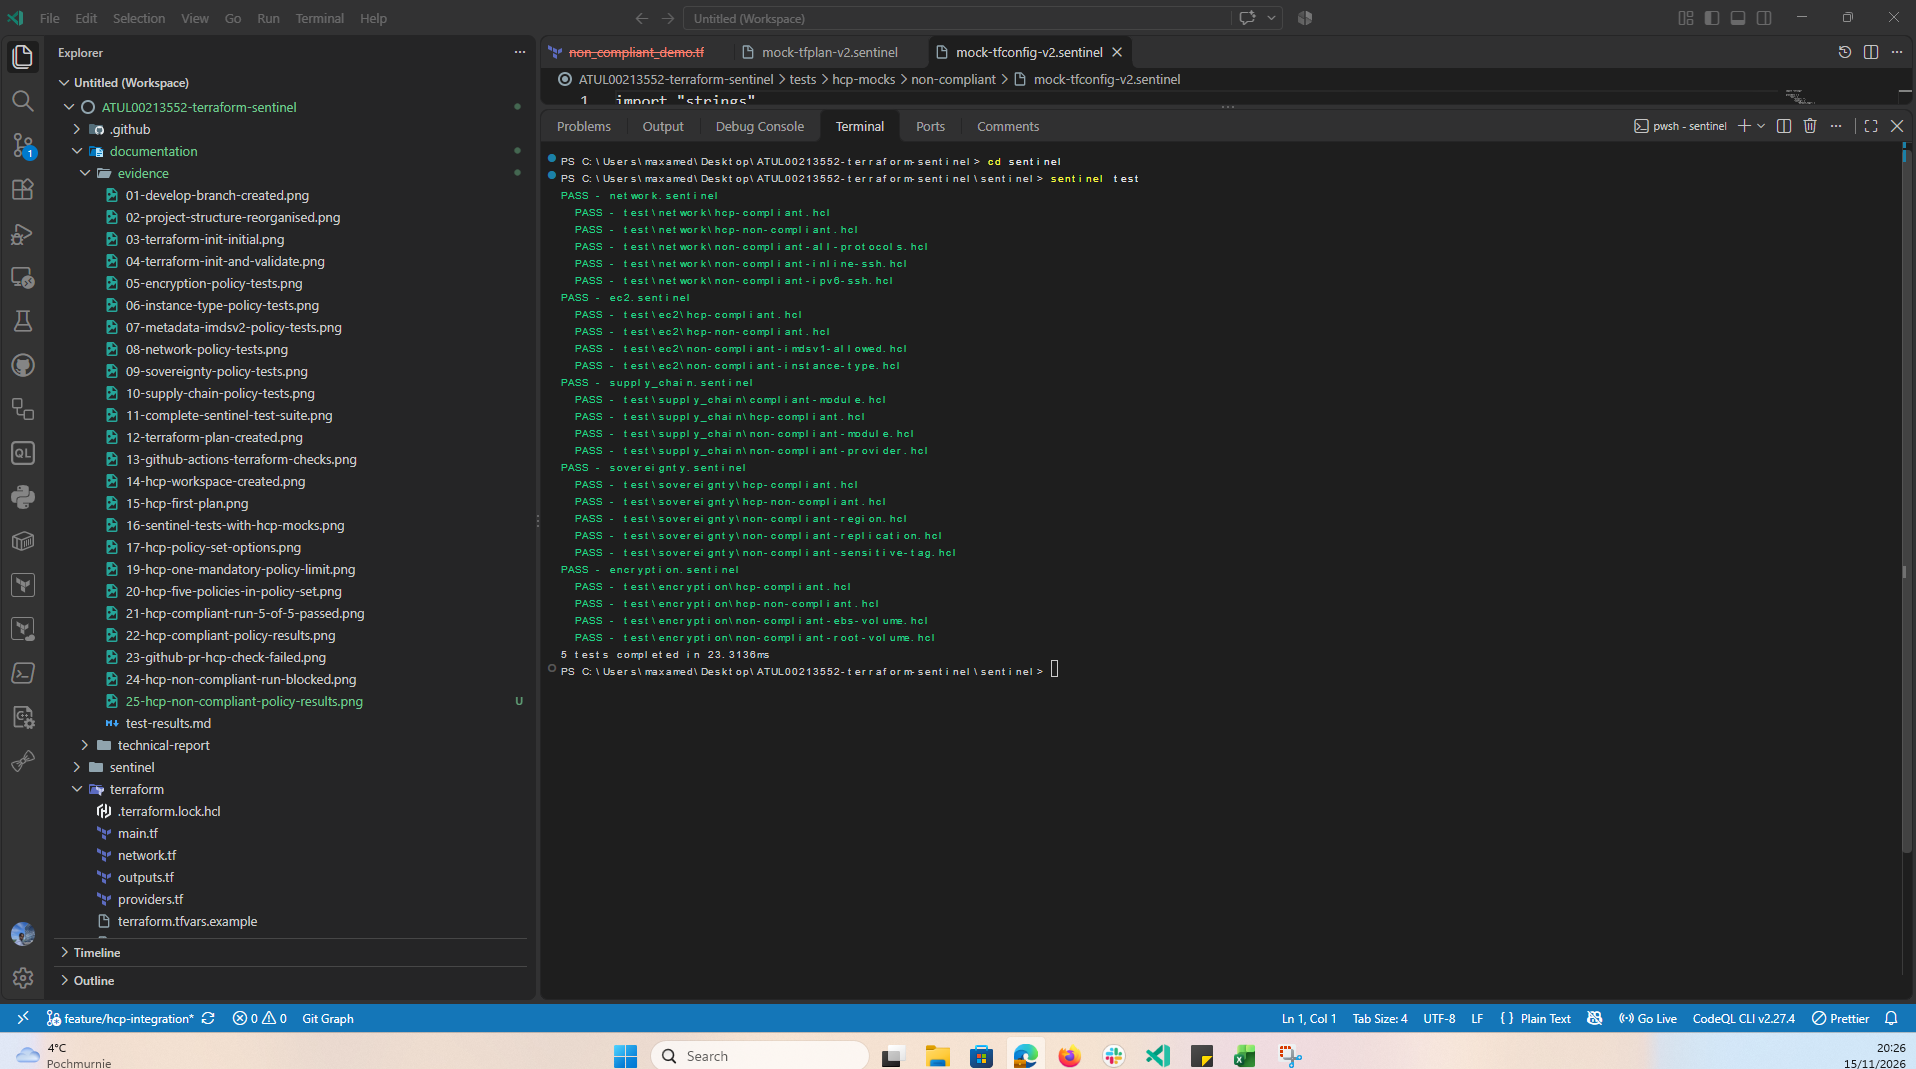 File Edit Selection View Go Run Terminal Help
Untitled (Workspace)
Explorer
Untitled (Workspace)
ATUL00213552-terraform-sentinel
.github
documentation
evidence
01-develop-branch-created.png
02-project-structure-reorganised.png
03-terraform-init-initial.png
04-terraform-init-and-validate.png
05-encryption-policy-tests.png
06-instance-type-policy-tests.png
07-metadata-imdsv2-policy-tests.png
08-network-policy-tests.png
09-sovereignty-policy-tests.png
10-supply-chain-policy-tests.png
11-complete-sentinel-test-suite.png
12-terraform-plan-created.png
13-github-actions-terraform-checks.png
14-hcp-workspace-created.png
15-hcp-first-plan.png
16-sentinel-tests-with-hcp-mocks.png
17-hcp-policy-set-options.png
19-hcp-one-mandatory-policy-limit.png
20-hcp-five-policies-in-policy-set.png
21-hcp-compliant-run-5-of-5-passed.png
22-hcp-compliant-policy-results.png
23-github-pr-hcp-check-failed.png
24-hcp-non-compliant-run-blocked.png
25-hcp-non-compliant-policy-results.png U
test-results.md
technical-report
sentinel
terraform
.terraform.lock.hcl
main.tf
network.tf
outputs.tf
providers.tf
terraform.tfvars.example
Timeline
Outline
1
QL
non_compliant_demo.tf mock-tfplan-v2.sentinel mock-tfconfig-v2.sentinel
ATUL00213552-terraform-sentinel > tests > hcp-mocks > non-compliant > mock-tfconfig-v2.sentinel
1 import "strings"
Problems Output Debug Console Terminal Ports Comments
pwsh - sentinel
PS C:\Users\maxamed\Desktop\ATUL00213552-terraform-sentinel> cd sentinel
PS C:\Users\maxamed\Desktop\ATUL00213552-terraform-sentinel\sentinel> sentinel test
PASS - network.sentinel
PASS - test\network\hcp-compliant.hcl
PASS - test\network\hcp-non-compliant.hcl
PASS - test\network\non-compliant-all-protocols.hcl
PASS - test\network\non-compliant-inline-ssh.hcl
PASS - test\network\non-compliant-ipv6-ssh.hcl
PASS - ec2.sentinel
PASS - test\ec2\hcp-compliant.hcl
PASS - test\ec2\hcp-non-compliant.hcl
PASS - test\ec2\non-compliant-imdsv1-allowed.hcl
PASS - test\ec2\non-compliant-instance-type.hcl
PASS - supply_chain.sentinel
PASS - test\supply_chain\compliant-module.hcl
PASS - test\supply_chain\hcp-compliant.hcl
PASS - test\supply_chain\non-compliant-module.hcl
PASS - test\supply_chain\non-compliant-provider.hcl
PASS - sovereignty.sentinel
PASS - test\sovereignty\hcp-compliant.hcl
PASS - test\sovereignty\hcp-non-compliant.hcl
PASS - test\sovereignty\non-compliant-region.hcl
PASS - test\sovereignty\non-compliant-replication.hcl
PASS - test\sovereignty\non-compliant-sensitive-tag.hcl
PASS - encryption.sentinel
PASS - test\encryption\hcp-compliant.hcl
PASS - test\encryption\hcp-non-compliant.hcl
PASS - test\encryption\non-compliant-ebs-volume.hcl
PASS - test\encryption\non-compliant-root-volume.hcl
5 tests completed in 23.3136ms
PS C:\Users\maxamed\Desktop\ATUL00213552-terraform-sentinel\sentinel>
feature/hcp-integration* 0 0 Git Graph
Ln 1, Col 1 Tab Size: 4 UTF-8 LF { } Plain Text Go Live CodeQL CLI v2.27.4 Prettier
4°C
Pochmurnie
Search
20:26
15/11/2026